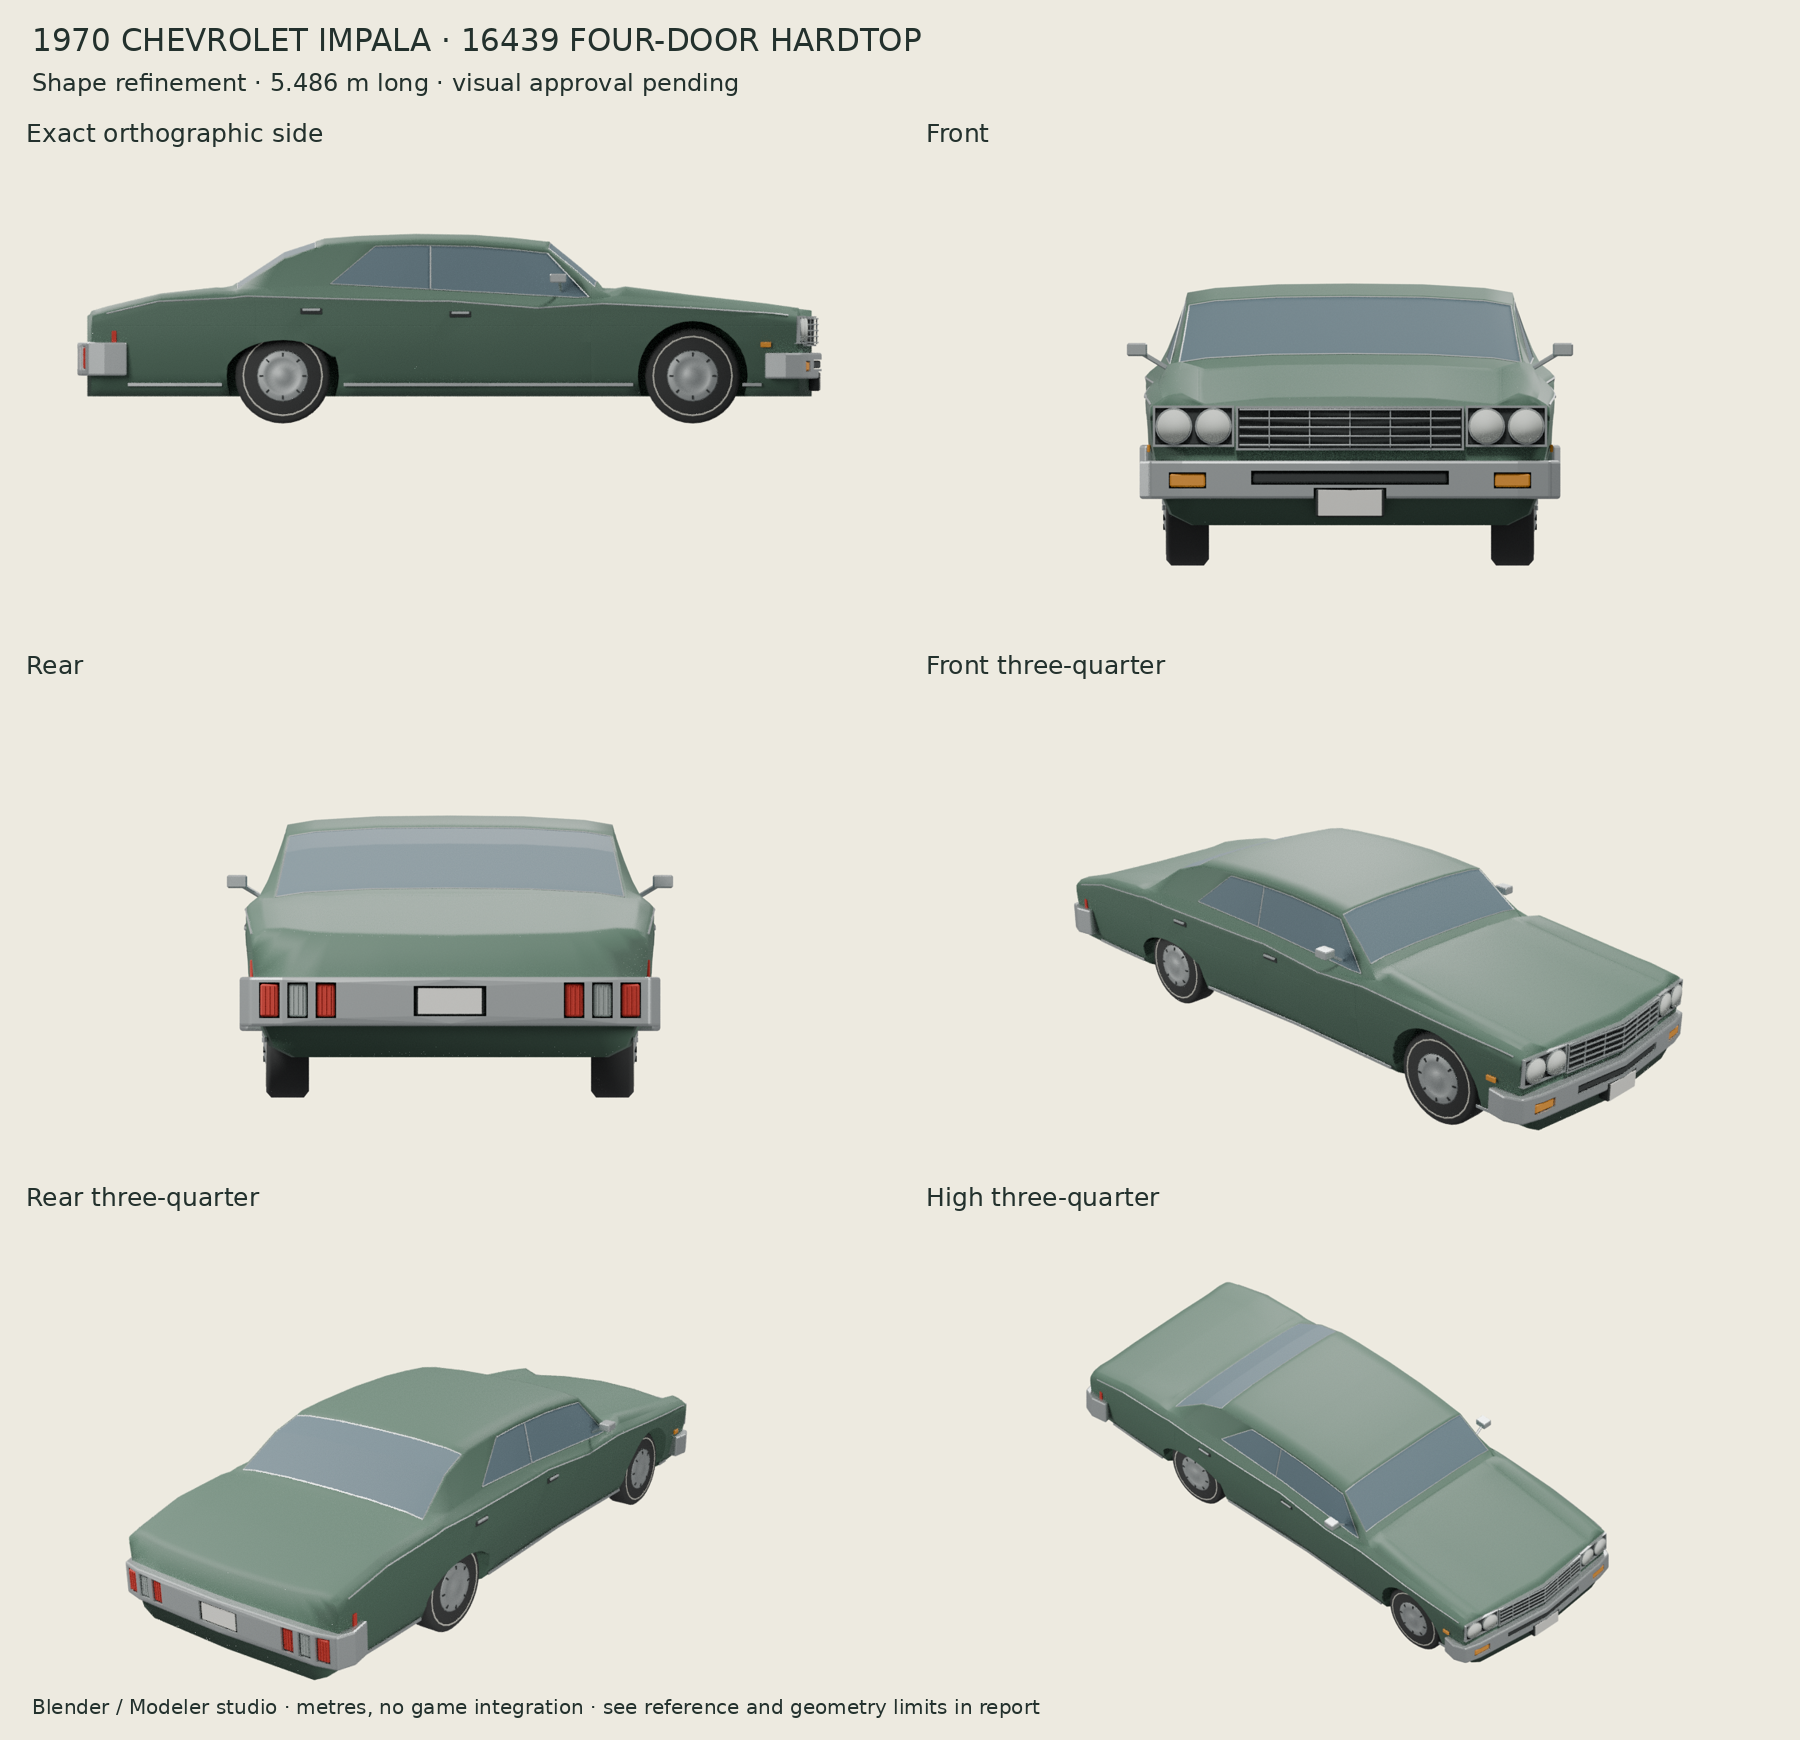 1970 CHEVROLET IMPALA · 16439 FOUR-DOOR HARDTOP
Shape refinement · 5.486 m long · visual approval pending
Exact orthographic side
Front
Rear
Front three-quarter
Rear three-quarter
High three-quarter
Blender / Modeler studio · metres, no game integration · see reference and geometry limits in report